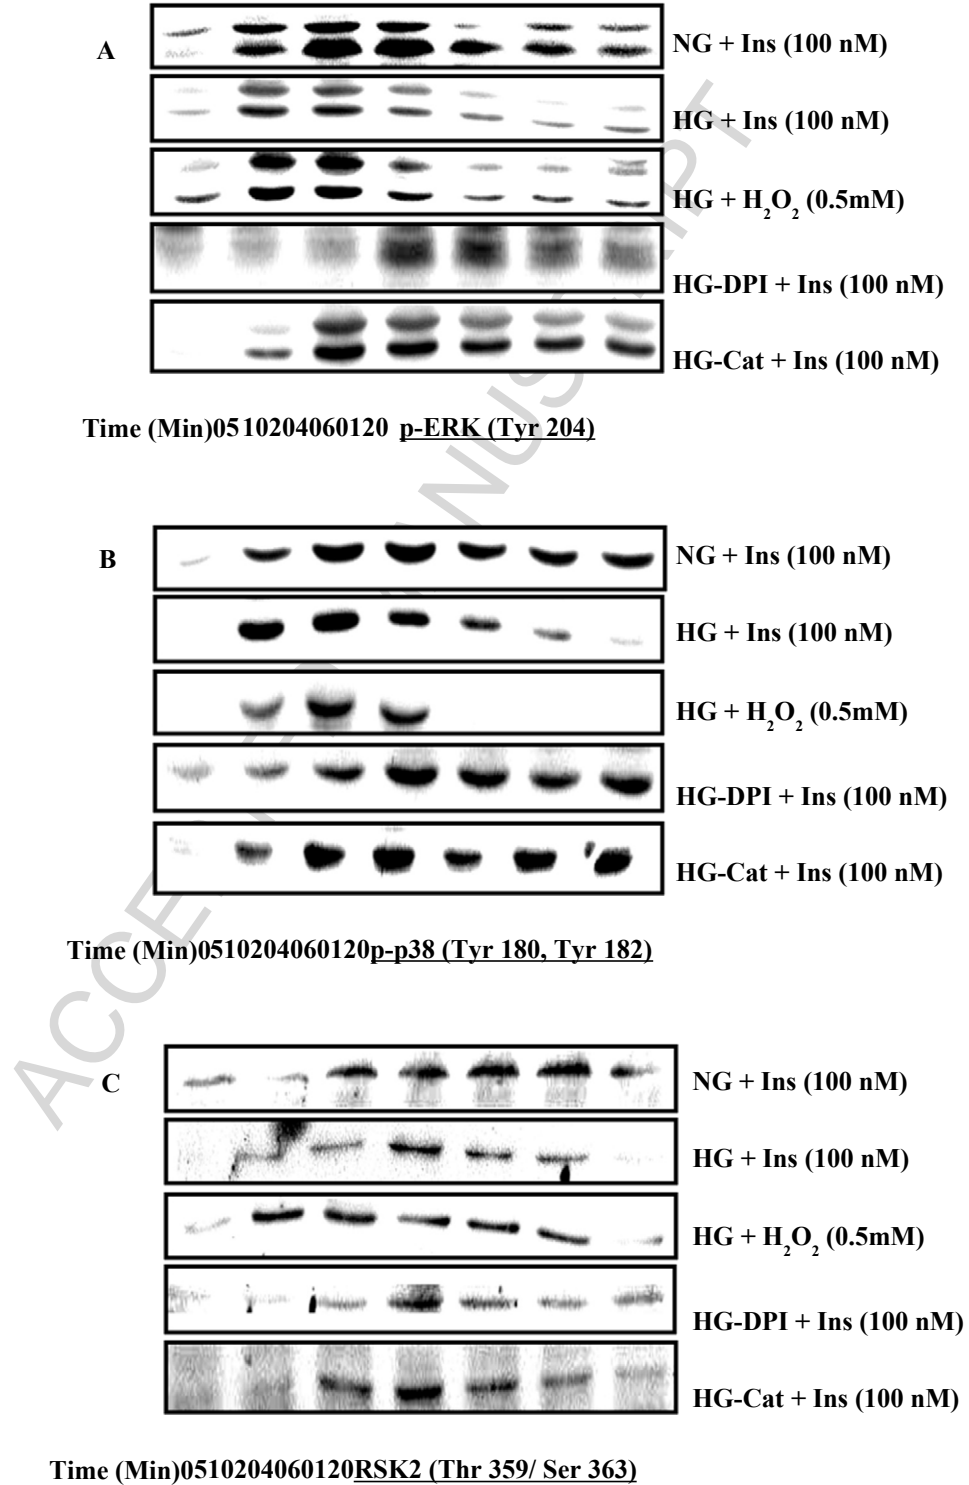 A
NG + Ins (100 nM)
HG + Ins (100 nM)
HG + H₂O₂ (0.5mM)
HG-DPI + Ins (100 nM)
HG-Cat + Ins (100 nM)
Time (Min)0510204060120 p-ERK (Tyr 204)
B
NG + Ins (100 nM)
HG + Ins (100 nM)
HG + H₂O₂ (0.5mM)
HG-DPI + Ins (100 nM)
HG-Cat + Ins (100 nM)
Time (Min)0510204060120p-p38 (Tyr 180, Tyr 182)
C
NG + Ins (100 nM)
HG + Ins (100 nM)
HG + H₂O₂ (0.5mM)
HG-DPI + Ins (100 nM)
HG-Cat + Ins (100 nM)
Time (Min)0510204060120RSK2 (Thr 359/ Ser 363)